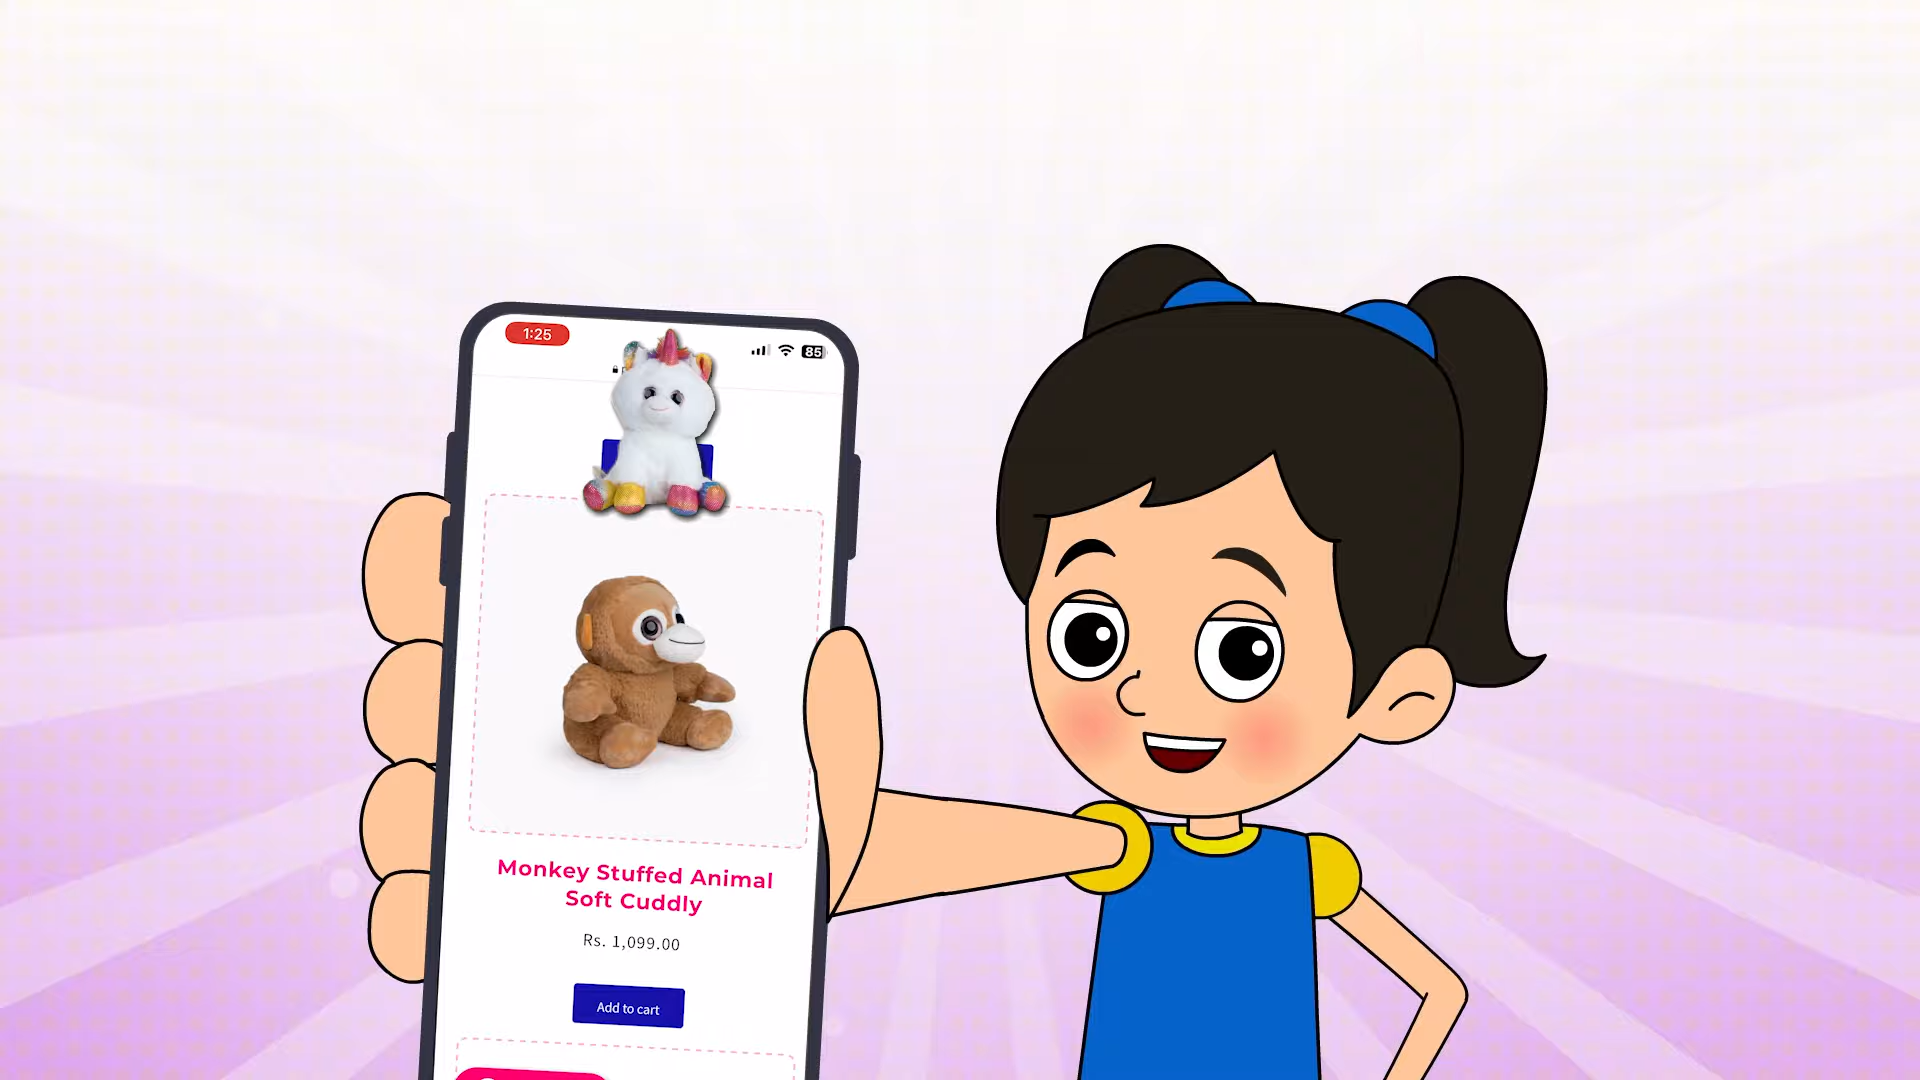 1:25
85
Monkey Stuffed Animal
Soft Cuddly
Rs. 1,099.00
Add to cart